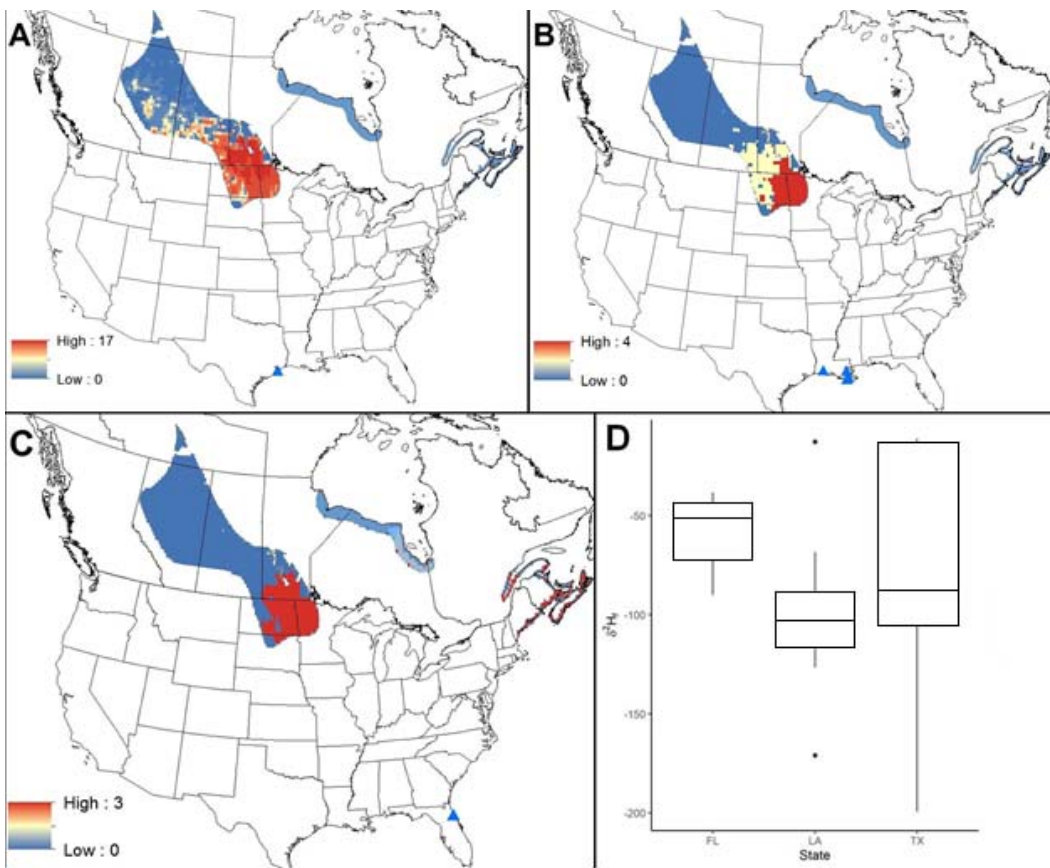 A
High : 17
Low : 0
B
High : 4
Low : 0
C
High : 3
Low : 0
D
-50
-100
-150
-200
δ²Hf
FL
LA
TX
State